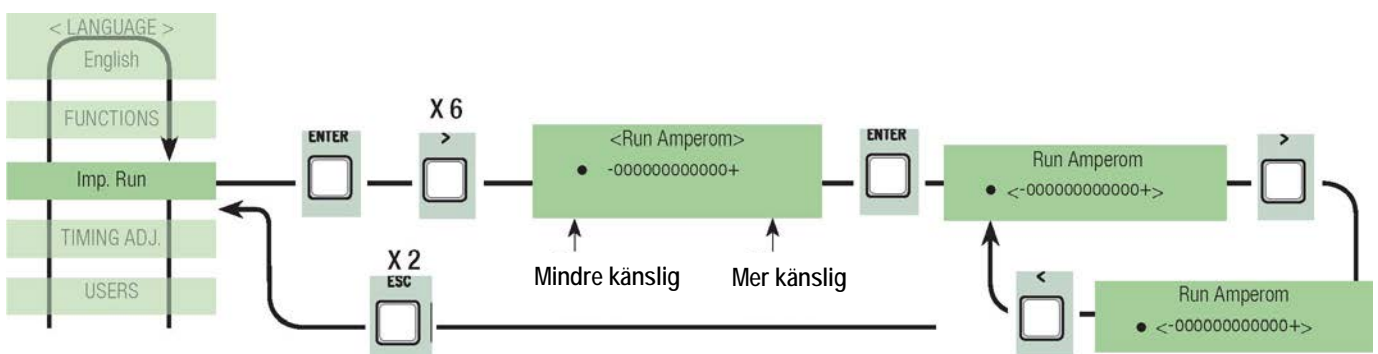 < LANGUAGE >
English
FUNCTIONS
Imp. Run
TIMING ADJ.
USERS
ENTER
X 6
>
<Run Amperom>
● -000000000000+
Mindre känslig
Mer känslig
ENTER
Run Amperom
● <-000000000000+>
>
Run Amperom
● <-000000000000+>
<
X 2
ESC